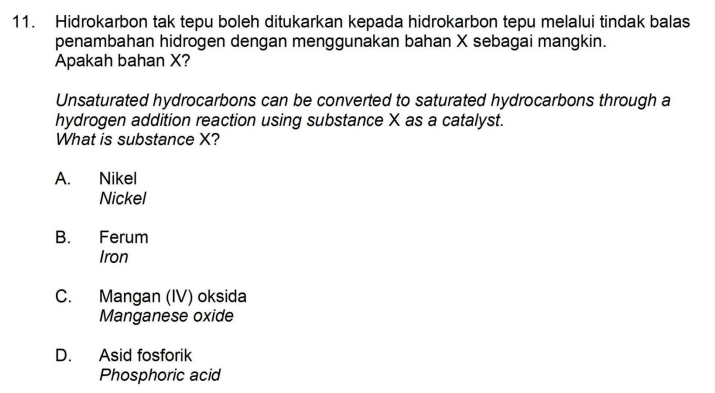 11. Hidrokarbon tak tepu boleh ditukarkan kepada hidrokarbon tepu melalui tindak balas
penambahan hidrogen dengan menggunakan bahan X sebagai mangkin.
Apakah bahan X?
Unsaturated hydrocarbons can be converted to saturated hydrocarbons through a
hydrogen addition reaction using substance X as a catalyst.
What is substance X?
A. Nikel
Nickel
B. Ferum
Iron
C. Mangan (IV) oksida
Manganese oxide
D. Asid fosforik
Phosphoric acid